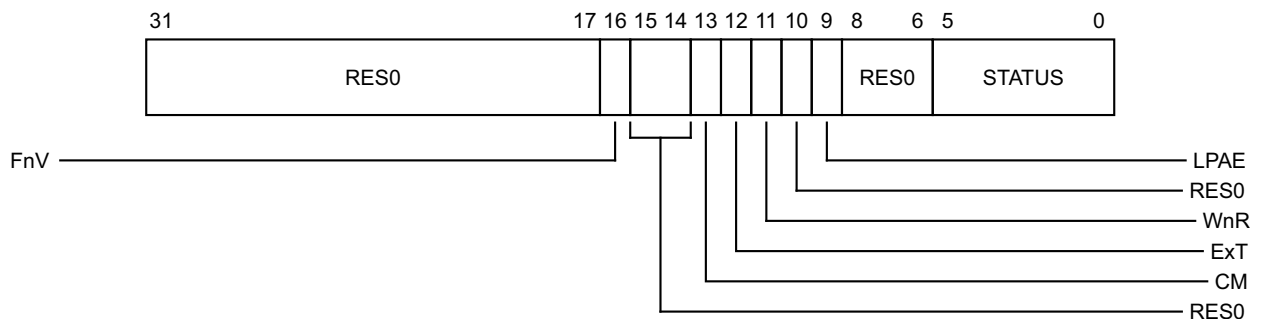 31 17 16 15 14 13 12 11 10 9 8 6 5 0
RES0 RES0 STATUS
FnV LPAE
RES0
WnR
ExT
CM
RES0